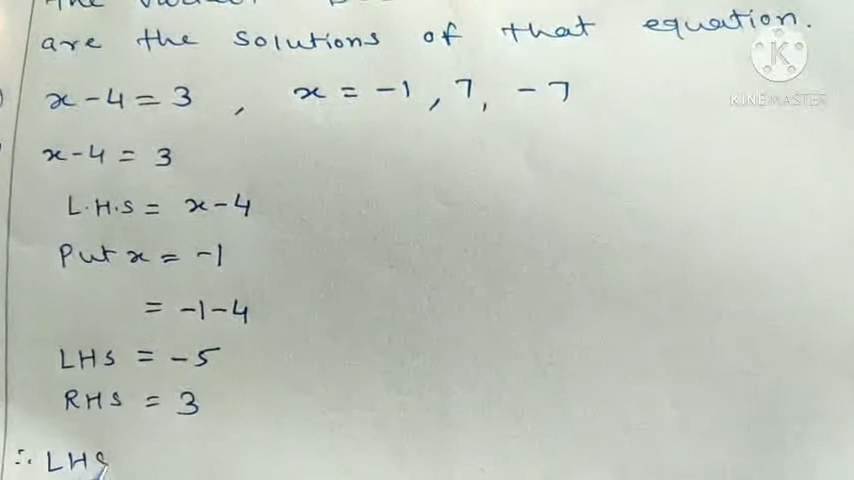 The
are the solutions of that equation.
x - 4 = 3 , x = -1 , 7, -7
x - 4 = 3
L.H.S = x - 4
Put x = -1
= -1 - 4
LHS = -5
RHS = 3
∴ LHS
KINEMASTER